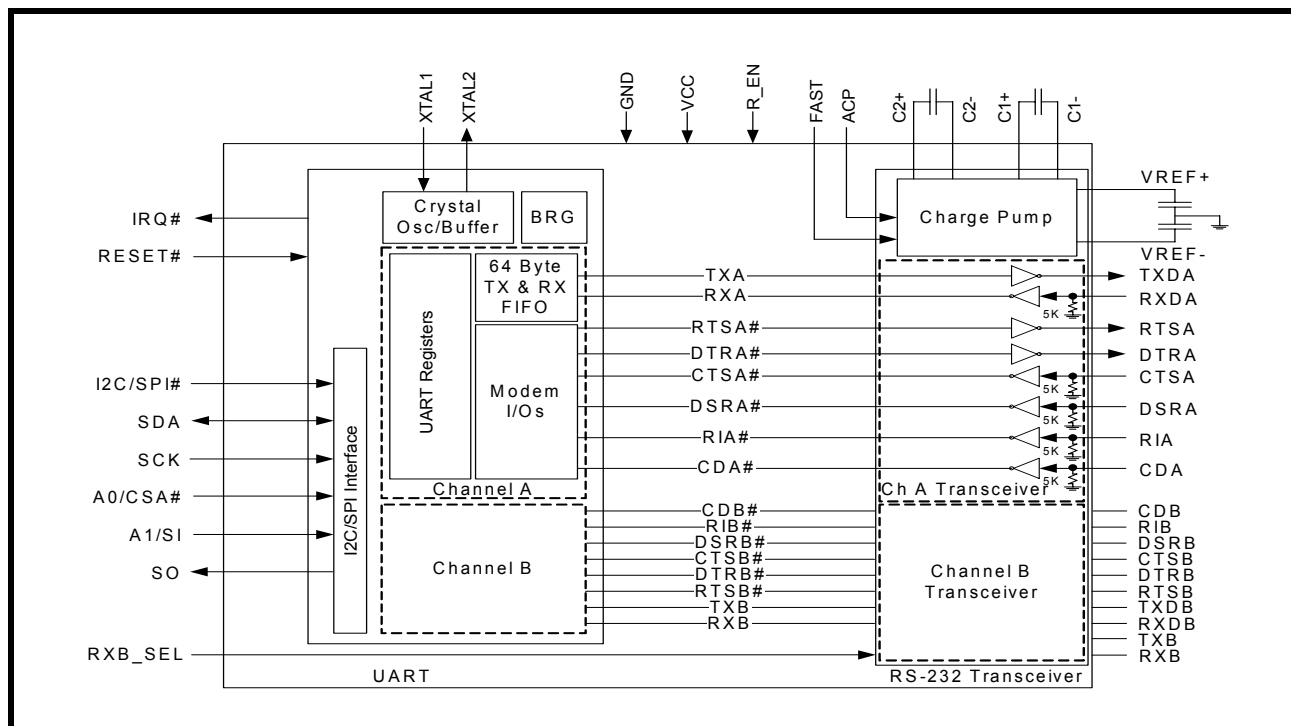 XTAL1
XTAL2
GND
VCC
R_EN
FAST
ACP
C2+
C2-
C1+
C1-
IRQ#
RESET#
I2C/SPI#
SDA
SCK
A0/CSA#
A1/SI
SO
RXB_SEL
Crystal
Osc/Buffer
BRG
UART Registers
64 Byte
TX & RX
FIFO
Modem
I/Os
Channel A
I2C/SPI Interface
Channel B
UART
TXA
RXA
RTSA#
DTRA#
CTSA#
DSRA#
RIA#
CDA#
CDB#
RIB#
DSRB#
CTSB#
DTRB#
RTSB#
TXB
RXB
Charge Pump
5K
5K
5K
5K
5K
Ch A Transceiver
Channel B
Transceiver
RS-232 Transceiver
VREF+
VREF-
TXDA
RXDA
RTSA
DTRA
CTSA
DSRA
RIA
CDA
CDB
RIB
DSRB
CTSB
DTRB
RTSB
TXDB
RXDB
TXB
RXB